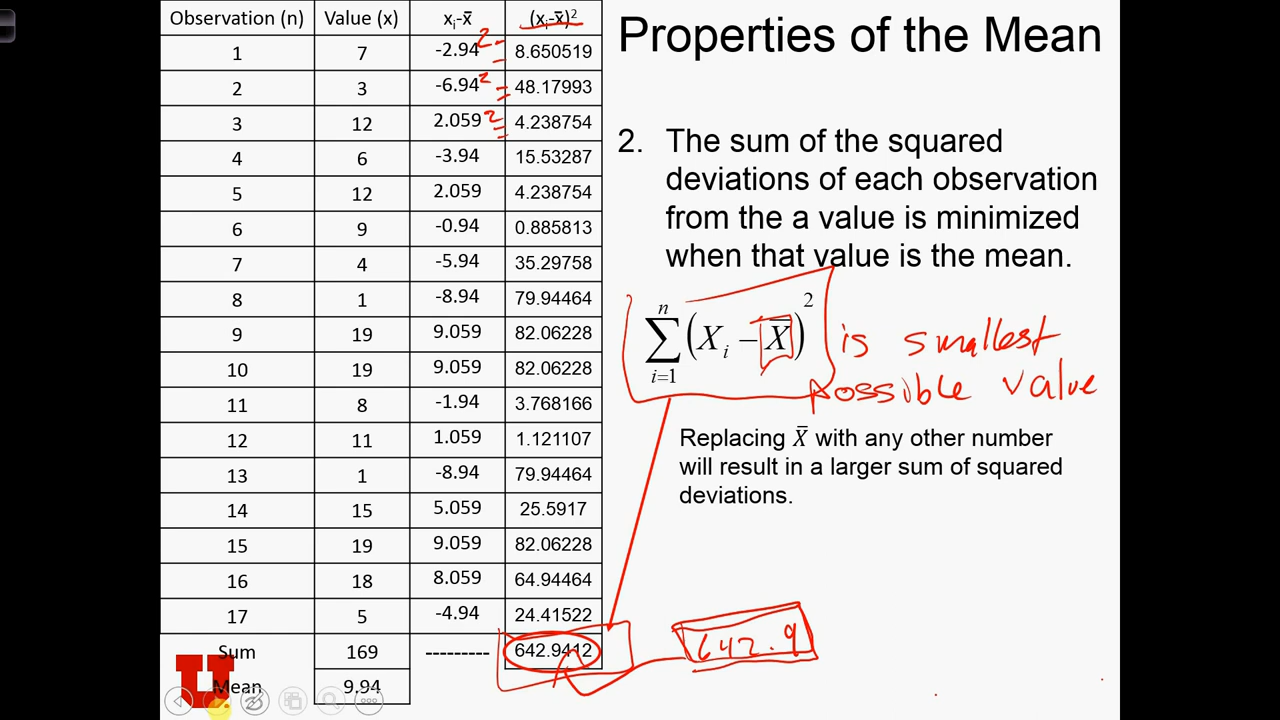 Observation (n) Value (x) xᵢ-x̄ (xᵢ-x̄)²
1 7 -2.94² = 8.650519
2 3 -6.94² = 48.17993
3 12 2.059² = 4.238754
4 6 -3.94 15.53287
5 12 2.059 4.238754
6 9 -0.94 0.885813
7 4 -5.94 35.29758
8 1 -8.94 79.94464
9 19 9.059 82.06228
10 19 9.059 82.06228
11 8 -1.94 3.768166
12 11 1.059 1.121107
13 1 -8.94 79.94464
14 15 5.059 25.5917
15 19 9.059 82.06228
16 18 8.059 64.94464
17 5 -4.94 24.41522
Sum 169 --------- 642.9412
Mean 9.94
U
Properties of the Mean
2. The sum of the squared
deviations of each observation
from the a value is minimized
when that value is the mean.
n
∑ (Xᵢ – X̄)² is smallest
i=1
possible value
Replacing X̄ with any other number
will result in a larger sum of squared
deviations.
642.9